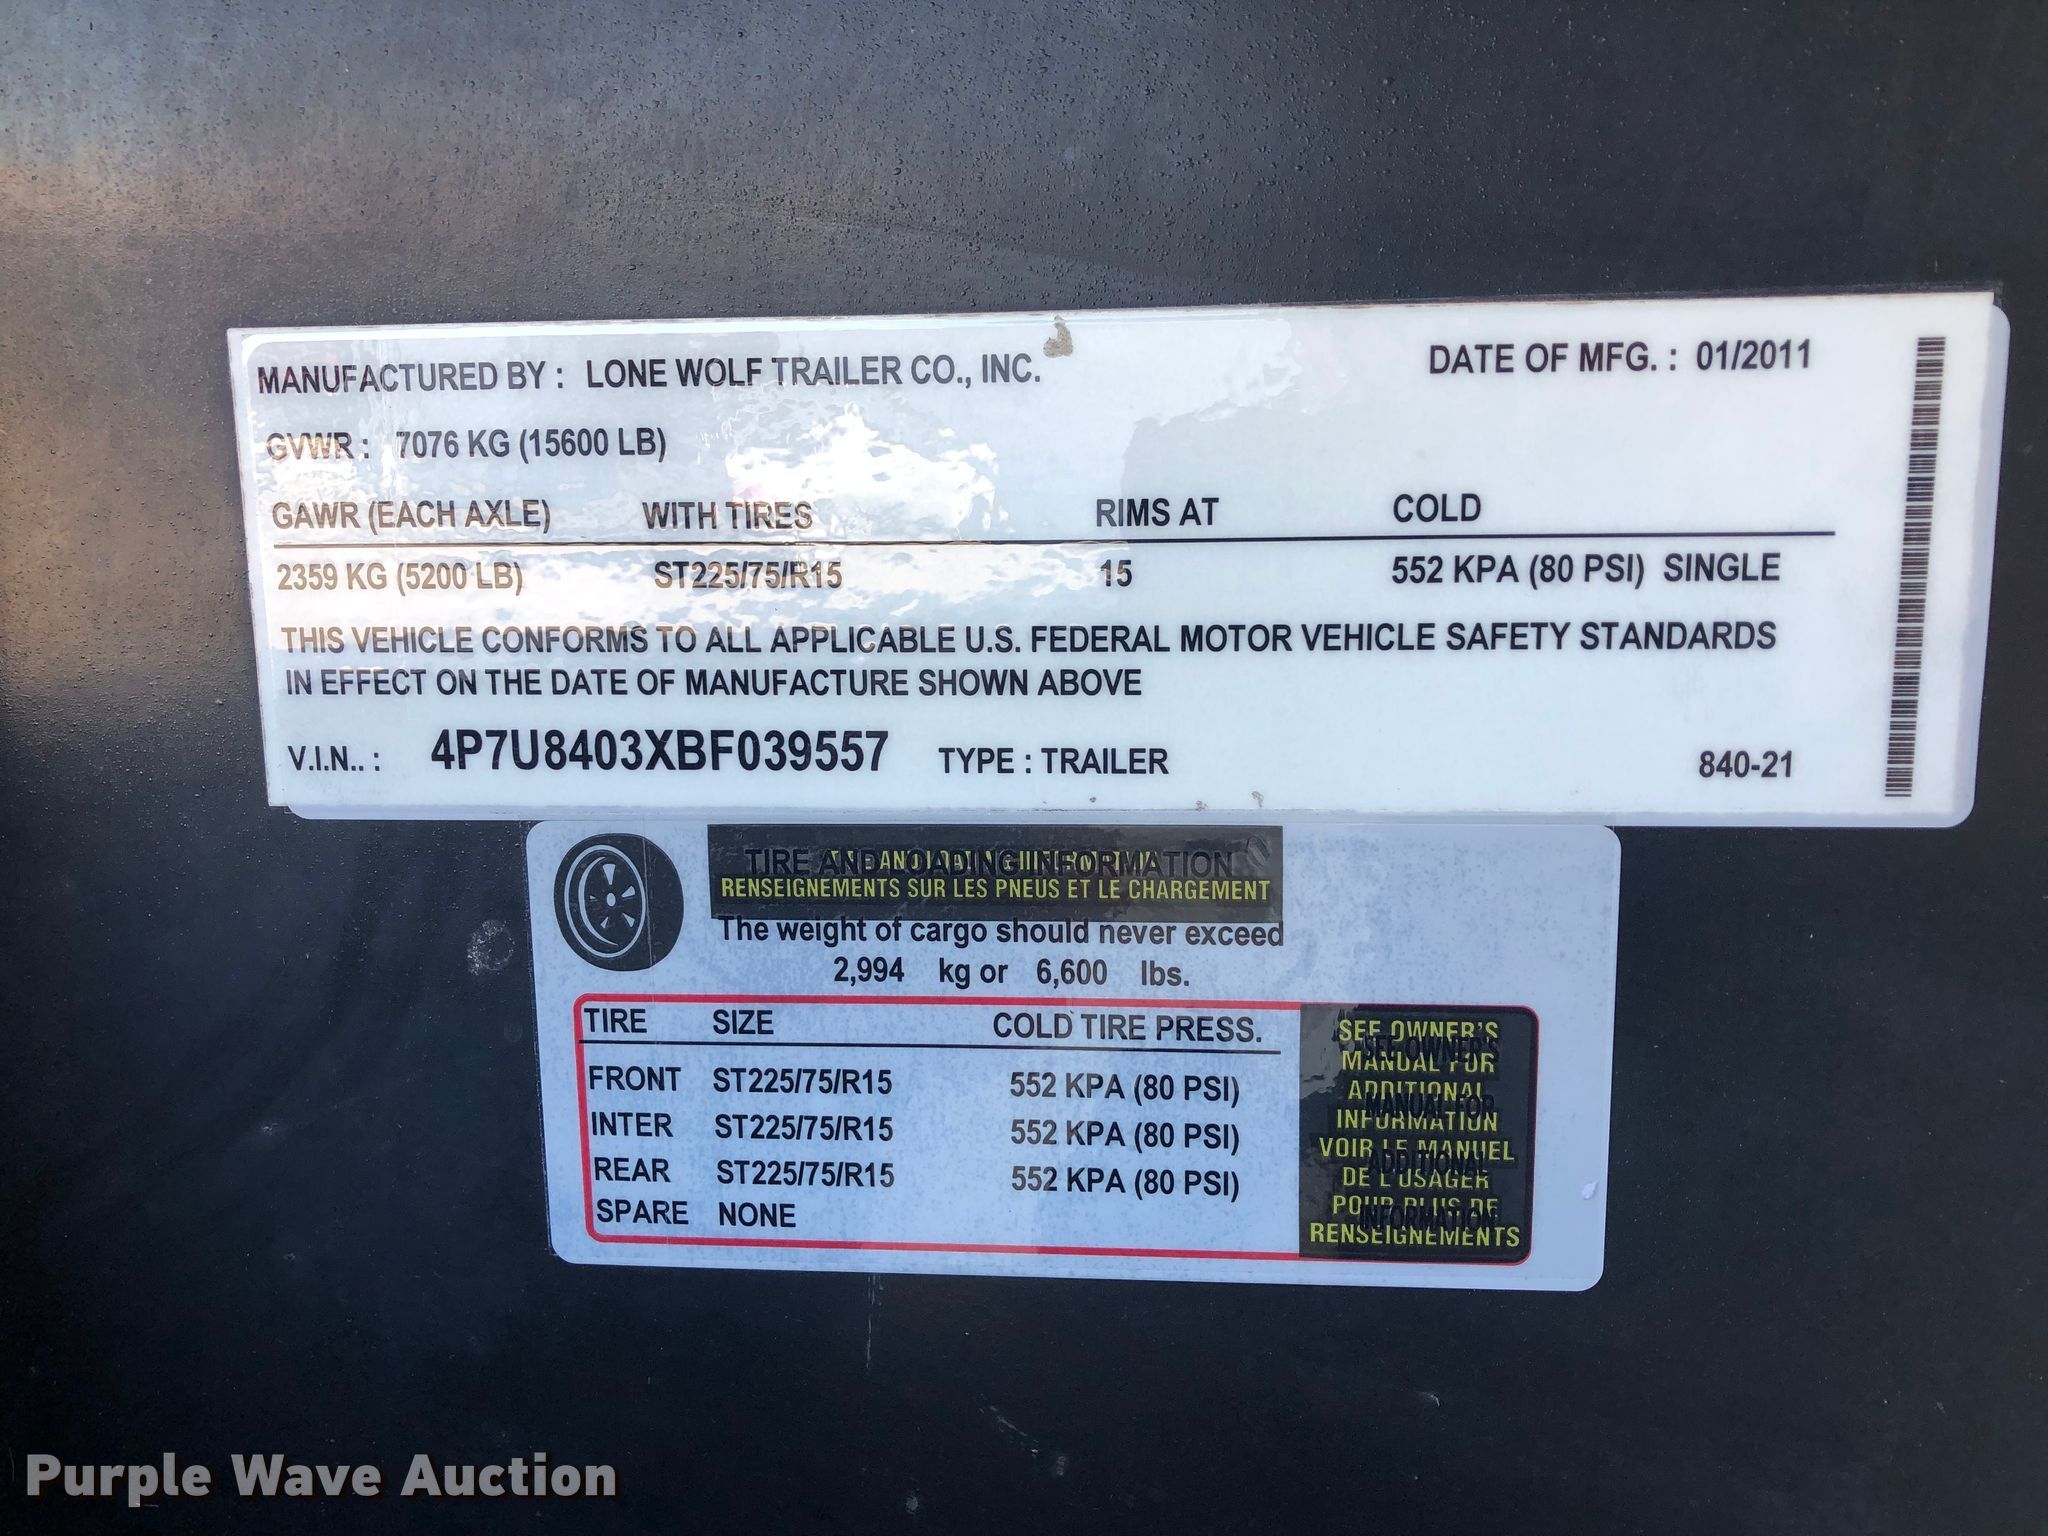 MANUFACTURED BY : LONE WOLF TRAILER CO., INC. DATE OF MFG. : 01/2011
GVWR : 7076 KG (15600 LB)
GAWR (EACH AXLE) WITH TIRES RIMS AT COLD
2359 KG (5200 LB) ST225/75/R15 15 552 KPA (80 PSI) SINGLE
THIS VEHICLE CONFORMS TO ALL APPLICABLE U.S. FEDERAL MOTOR VEHICLE SAFETY STANDARDS
IN EFFECT ON THE DATE OF MANUFACTURE SHOWN ABOVE
V.I.N.. : 4P7U8403XBF039557 TYPE : TRAILER 840-21
TIRE AND LOADING INFORMATION
RENSEIGNEMENTS SUR LES PNEUS ET LE CHARGEMENT
The weight of cargo should never exceed
2,994 kg or 6,600 lbs.
TIRE SIZE COLD TIRE PRESS.
FRONT ST225/75/R15 552 KPA (80 PSI)
INTER ST225/75/R15 552 KPA (80 PSI)
REAR ST225/75/R15 552 KPA (80 PSI)
SPARE NONE
SEE OWNER'S
MANUAL FOR
ADDITIONAL
INFORMATION
VOIR LE MANUEL
DE L'USAGER
POUR PLUS DE
RENSEIGNEMENTS
SEE OWNER'S
MANUAL FOR
ADDITIONAL
INFORMATION
Purple Wave Auction